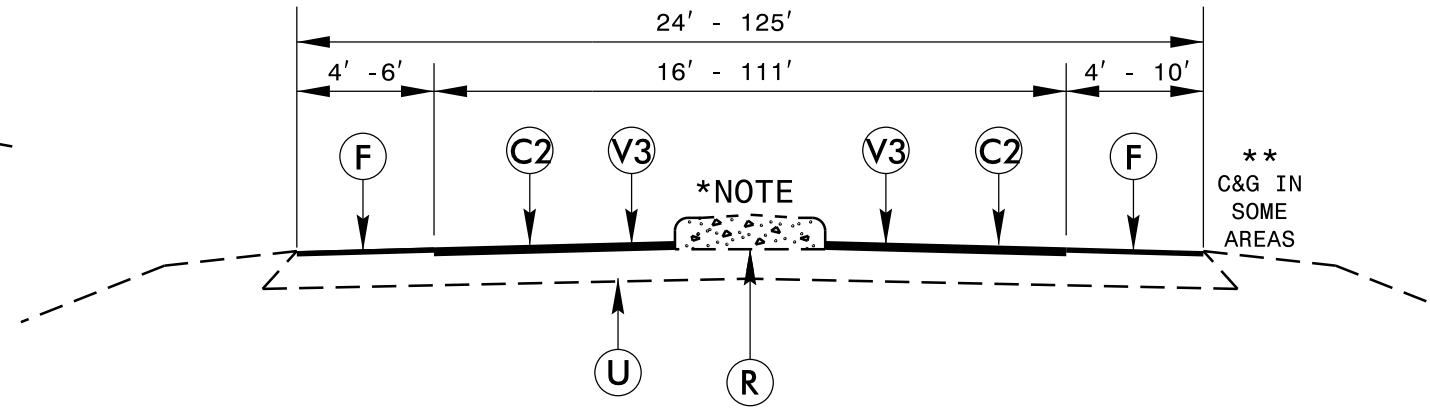 24' - 125'
4' -6'
16' - 111'
4' - 10'
F
C2
V3
V3
C2
F
*NOTE
**
C&G IN
SOME
AREAS
U
R